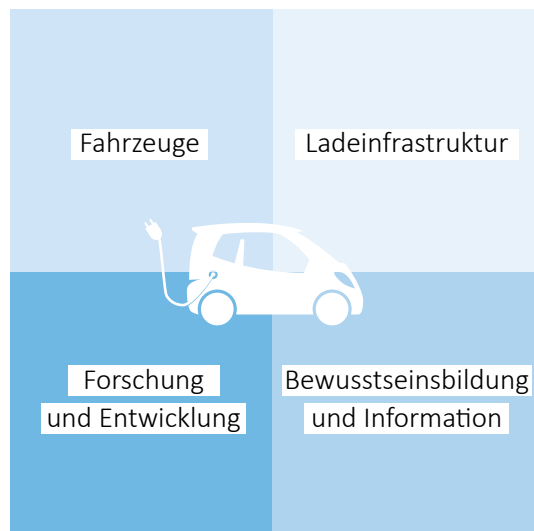 Fahrzeuge
Ladeinfrastruktur
Forschung
und Entwicklung
Bewusstseinsbildung
und Information